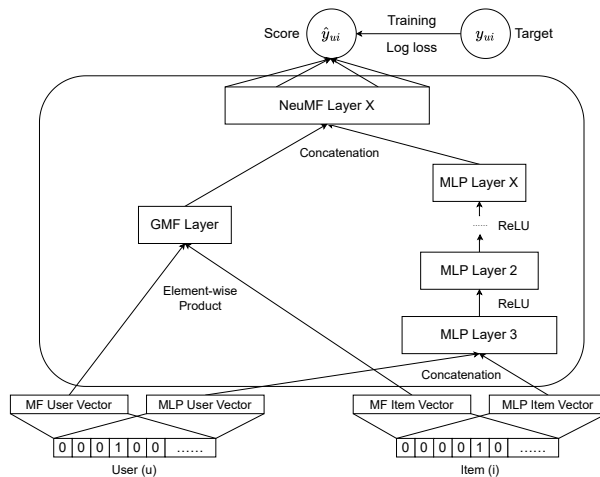 Score
ŷui
Training
Log loss
yui
Target
NeuMF Layer X
Concatenation
MLP Layer X
...... ReLU
GMF Layer
MLP Layer 2
Element-wise
Product
ReLU
MLP Layer 3
Concatenation
MF User Vector
MLP User Vector
MF Item Vector
MLP Item Vector
0 0 0 1 0 0 ......
0 0 0 0 1 0 ......
User (u)
Item (i)